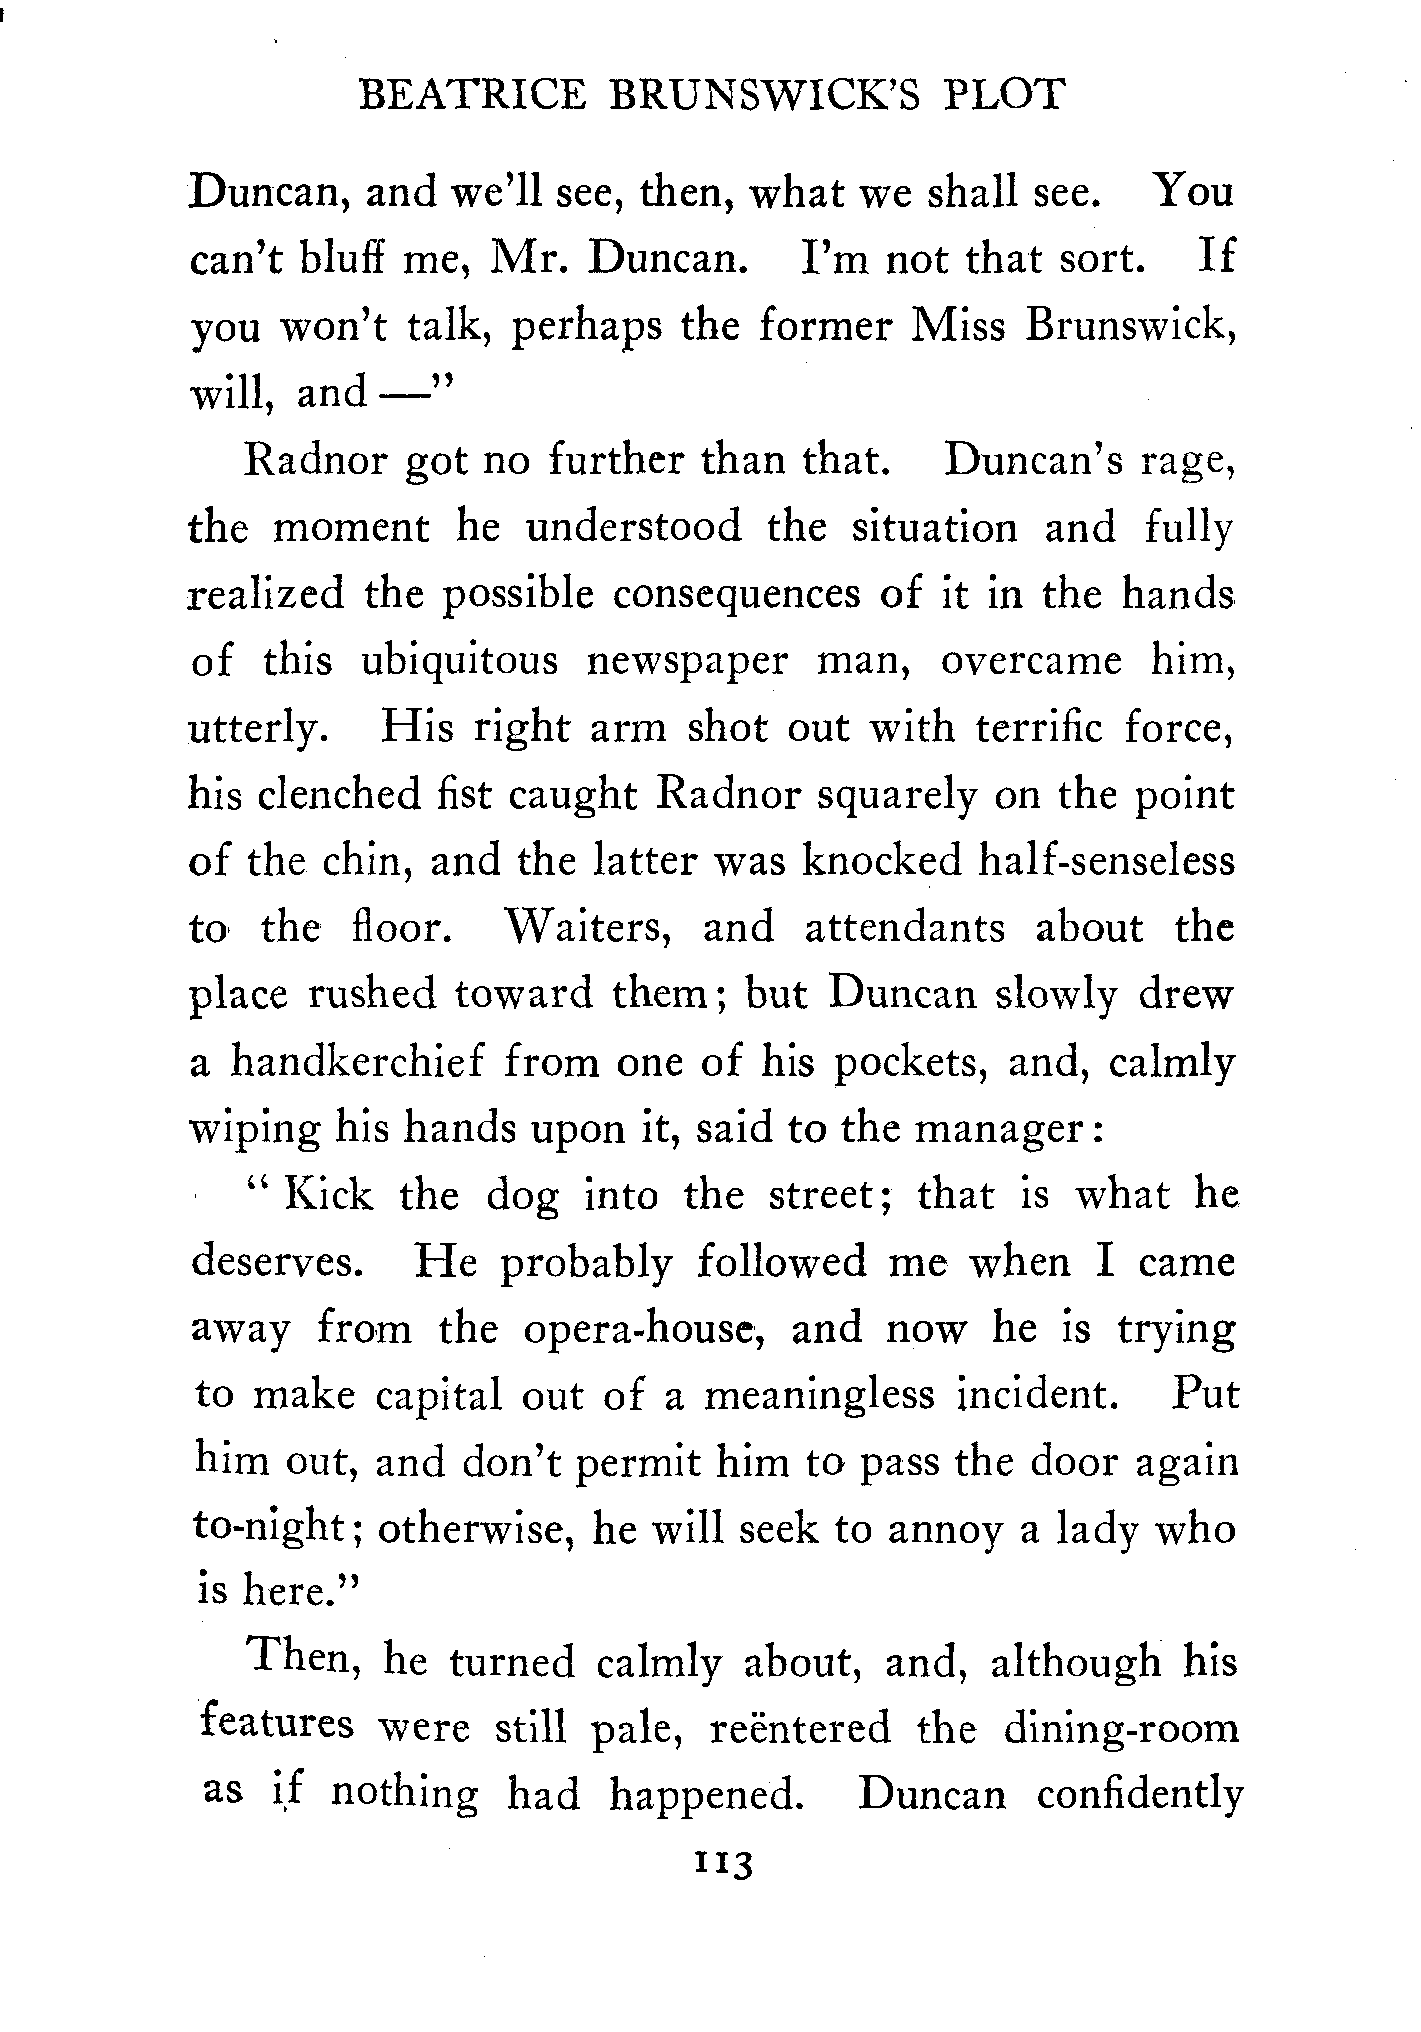 BEATRICE BRUNSWICK'S PLOT
Duncan, and we'll see, then, what we shall see. You
can't bluff me, Mr. Duncan. I'm not that sort. If
you won't talk, perhaps the former Miss Brunswick,
will, and —"
Radnor got no further than that. Duncan's rage,
the moment he understood the situation and fully
realized the possible consequences of it in the hands
of this ubiquitous newspaper man, overcame him,
utterly. His right arm shot out with terrific force,
his clenched fist caught Radnor squarely on the point
of the chin, and the latter was knocked half-senseless
to the floor. Waiters, and attendants about the
place rushed toward them; but Duncan slowly drew
a handkerchief from one of his pockets, and, calmly
wiping his hands upon it, said to the manager:
"Kick the dog into the street; that is what he
deserves. He probably followed me when I came
away from the opera-house, and now he is trying
to make capital out of a meaningless incident. Put
him out, and don't permit him to pass the door again
to-night; otherwise, he will seek to annoy a lady who
is here."
Then, he turned calmly about, and, although his
features were still pale, reëntered the dining-room
as if nothing had happened. Duncan confidently
113